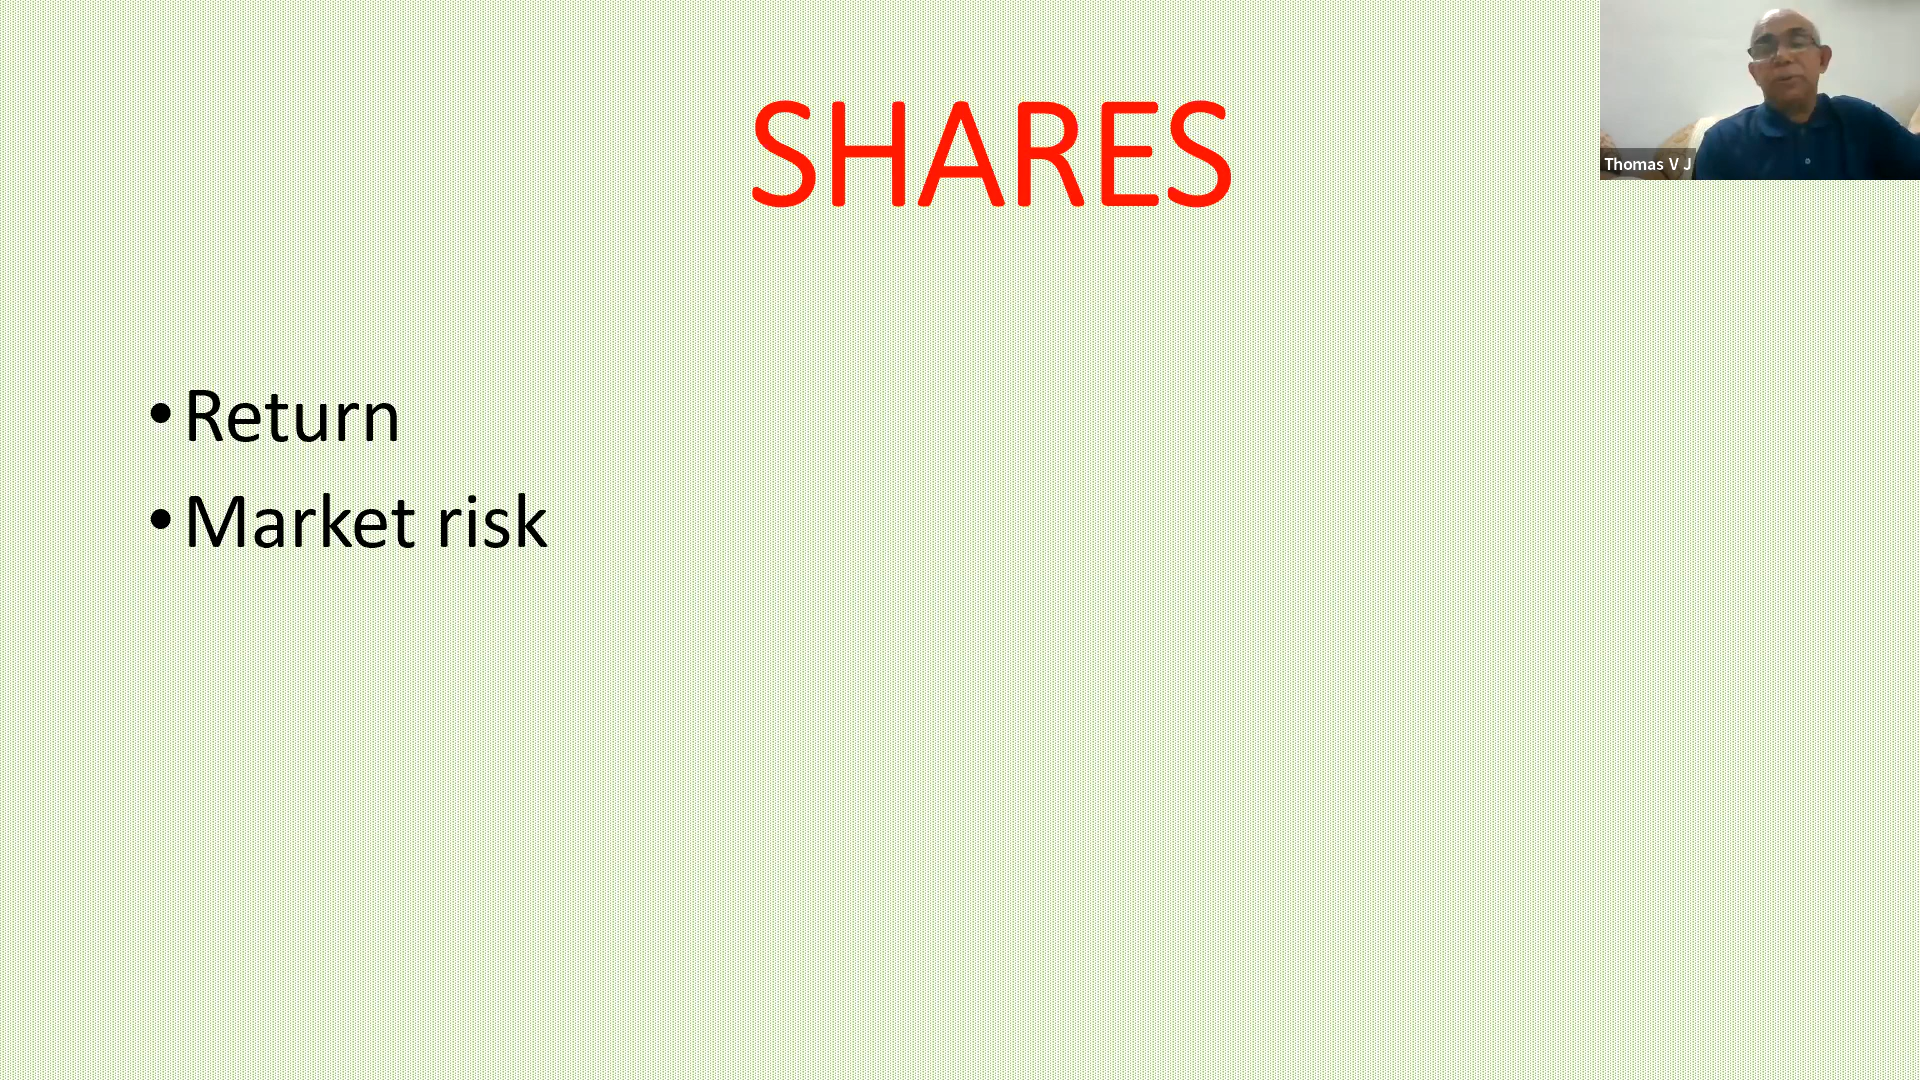 SHARES
Thomas V J
• Return
• Market risk